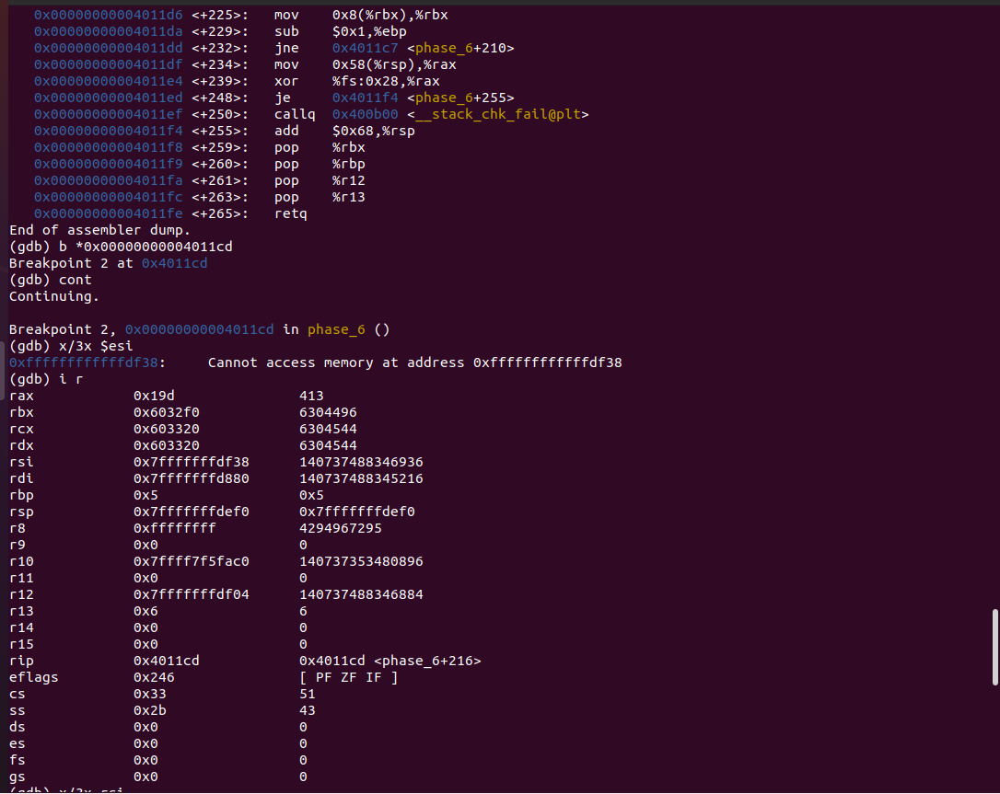 0x00000000004011d6 <+225>: mov 0x8(%rbx),%rbx
0x00000000004011da <+229>: sub $0x1,%ebp
0x00000000004011dd <+232>: jne 0x4011c7 <phase_6+210>
0x00000000004011df <+234>: mov 0x58(%rsp),%rax
0x00000000004011e4 <+239>: xor %fs:0x28,%rax
0x00000000004011ed <+248>: je 0x4011f4 <phase_6+255>
0x00000000004011ef <+250>: callq 0x400b00 <__stack_chk_fail@plt>
0x00000000004011f4 <+255>: add $0x68,%rsp
0x00000000004011f8 <+259>: pop %rbx
0x00000000004011f9 <+260>: pop %rbp
0x00000000004011fa <+261>: pop %r12
0x00000000004011fc <+263>: pop %r13
0x00000000004011fe <+265>: retq
End of assembler dump.
(gdb) b *0x00000000004011cd
Breakpoint 2 at 0x4011cd
(gdb) cont
Continuing.
Breakpoint 2, 0x00000000004011cd in phase_6 ()
(gdb) x/3x $esi
0xffffffffffffdf38: Cannot access memory at address 0xffffffffffffdf38
(gdb) i r
rax 0x19d 413
rbx 0x6032f0 6304496
rcx 0x603320 6304544
rdx 0x603320 6304544
rsi 0x7fffffffdf38 140737488346936
rdi 0x7fffffffd880 140737488345216
rbp 0x5 0x5
rsp 0x7fffffffdef0 0x7fffffffdef0
r8 0xffffffff 4294967295
r9 0x0 0
r10 0x7ffff7f5fac0 140737353480896
r11 0x0 0
r12 0x7fffffffdf04 140737488346884
r13 0x6 6
r14 0x0 0
r15 0x0 0
rip 0x4011cd 0x4011cd <phase_6+216>
eflags 0x246 [ PF ZF IF ]
cs 0x33 51
ss 0x2b 43
ds 0x0 0
es 0x0 0
fs 0x0 0
gs 0x0 0
(gdb) x/3x